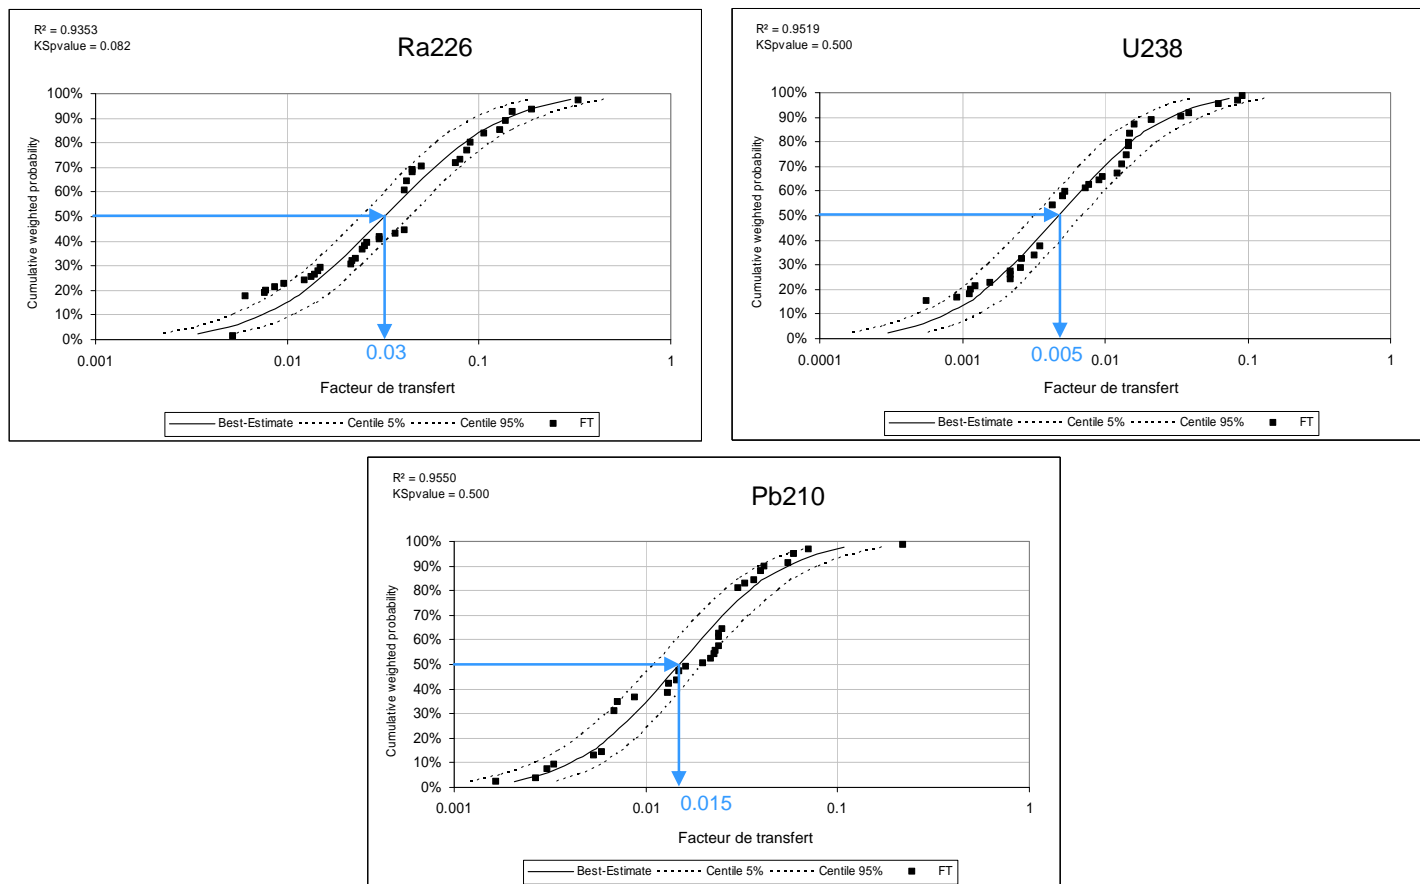 R² = 0.9353
KSpvalue = 0.082
Ra226
Cumulative weighted probability
100%
90%
80%
70%
60%
50%
40%
30%
20%
10%
0%
0.001
0.01
0.1
1
0.03
Facteur de transfert
Best-Estimate
Centile 5%
Centile 95%
FT
R² = 0.9519
KSpvalue = 0.500
U238
Cumulative weighted probability
100%
90%
80%
70%
60%
50%
40%
30%
20%
10%
0%
0.0001
0.001
0.01
0.1
1
0.005
Facteur de transfert
Best-Estimate
Centile 5%
Centile 95%
FT
R² = 0.9550
KSpvalue = 0.500
Pb210
Cumulative weighted probability
100%
90%
80%
70%
60%
50%
40%
30%
20%
10%
0%
0.001
0.01
0.1
1
0.015
Facteur de transfert
Best-Estimate
Centile 5%
Centile 95%
FT